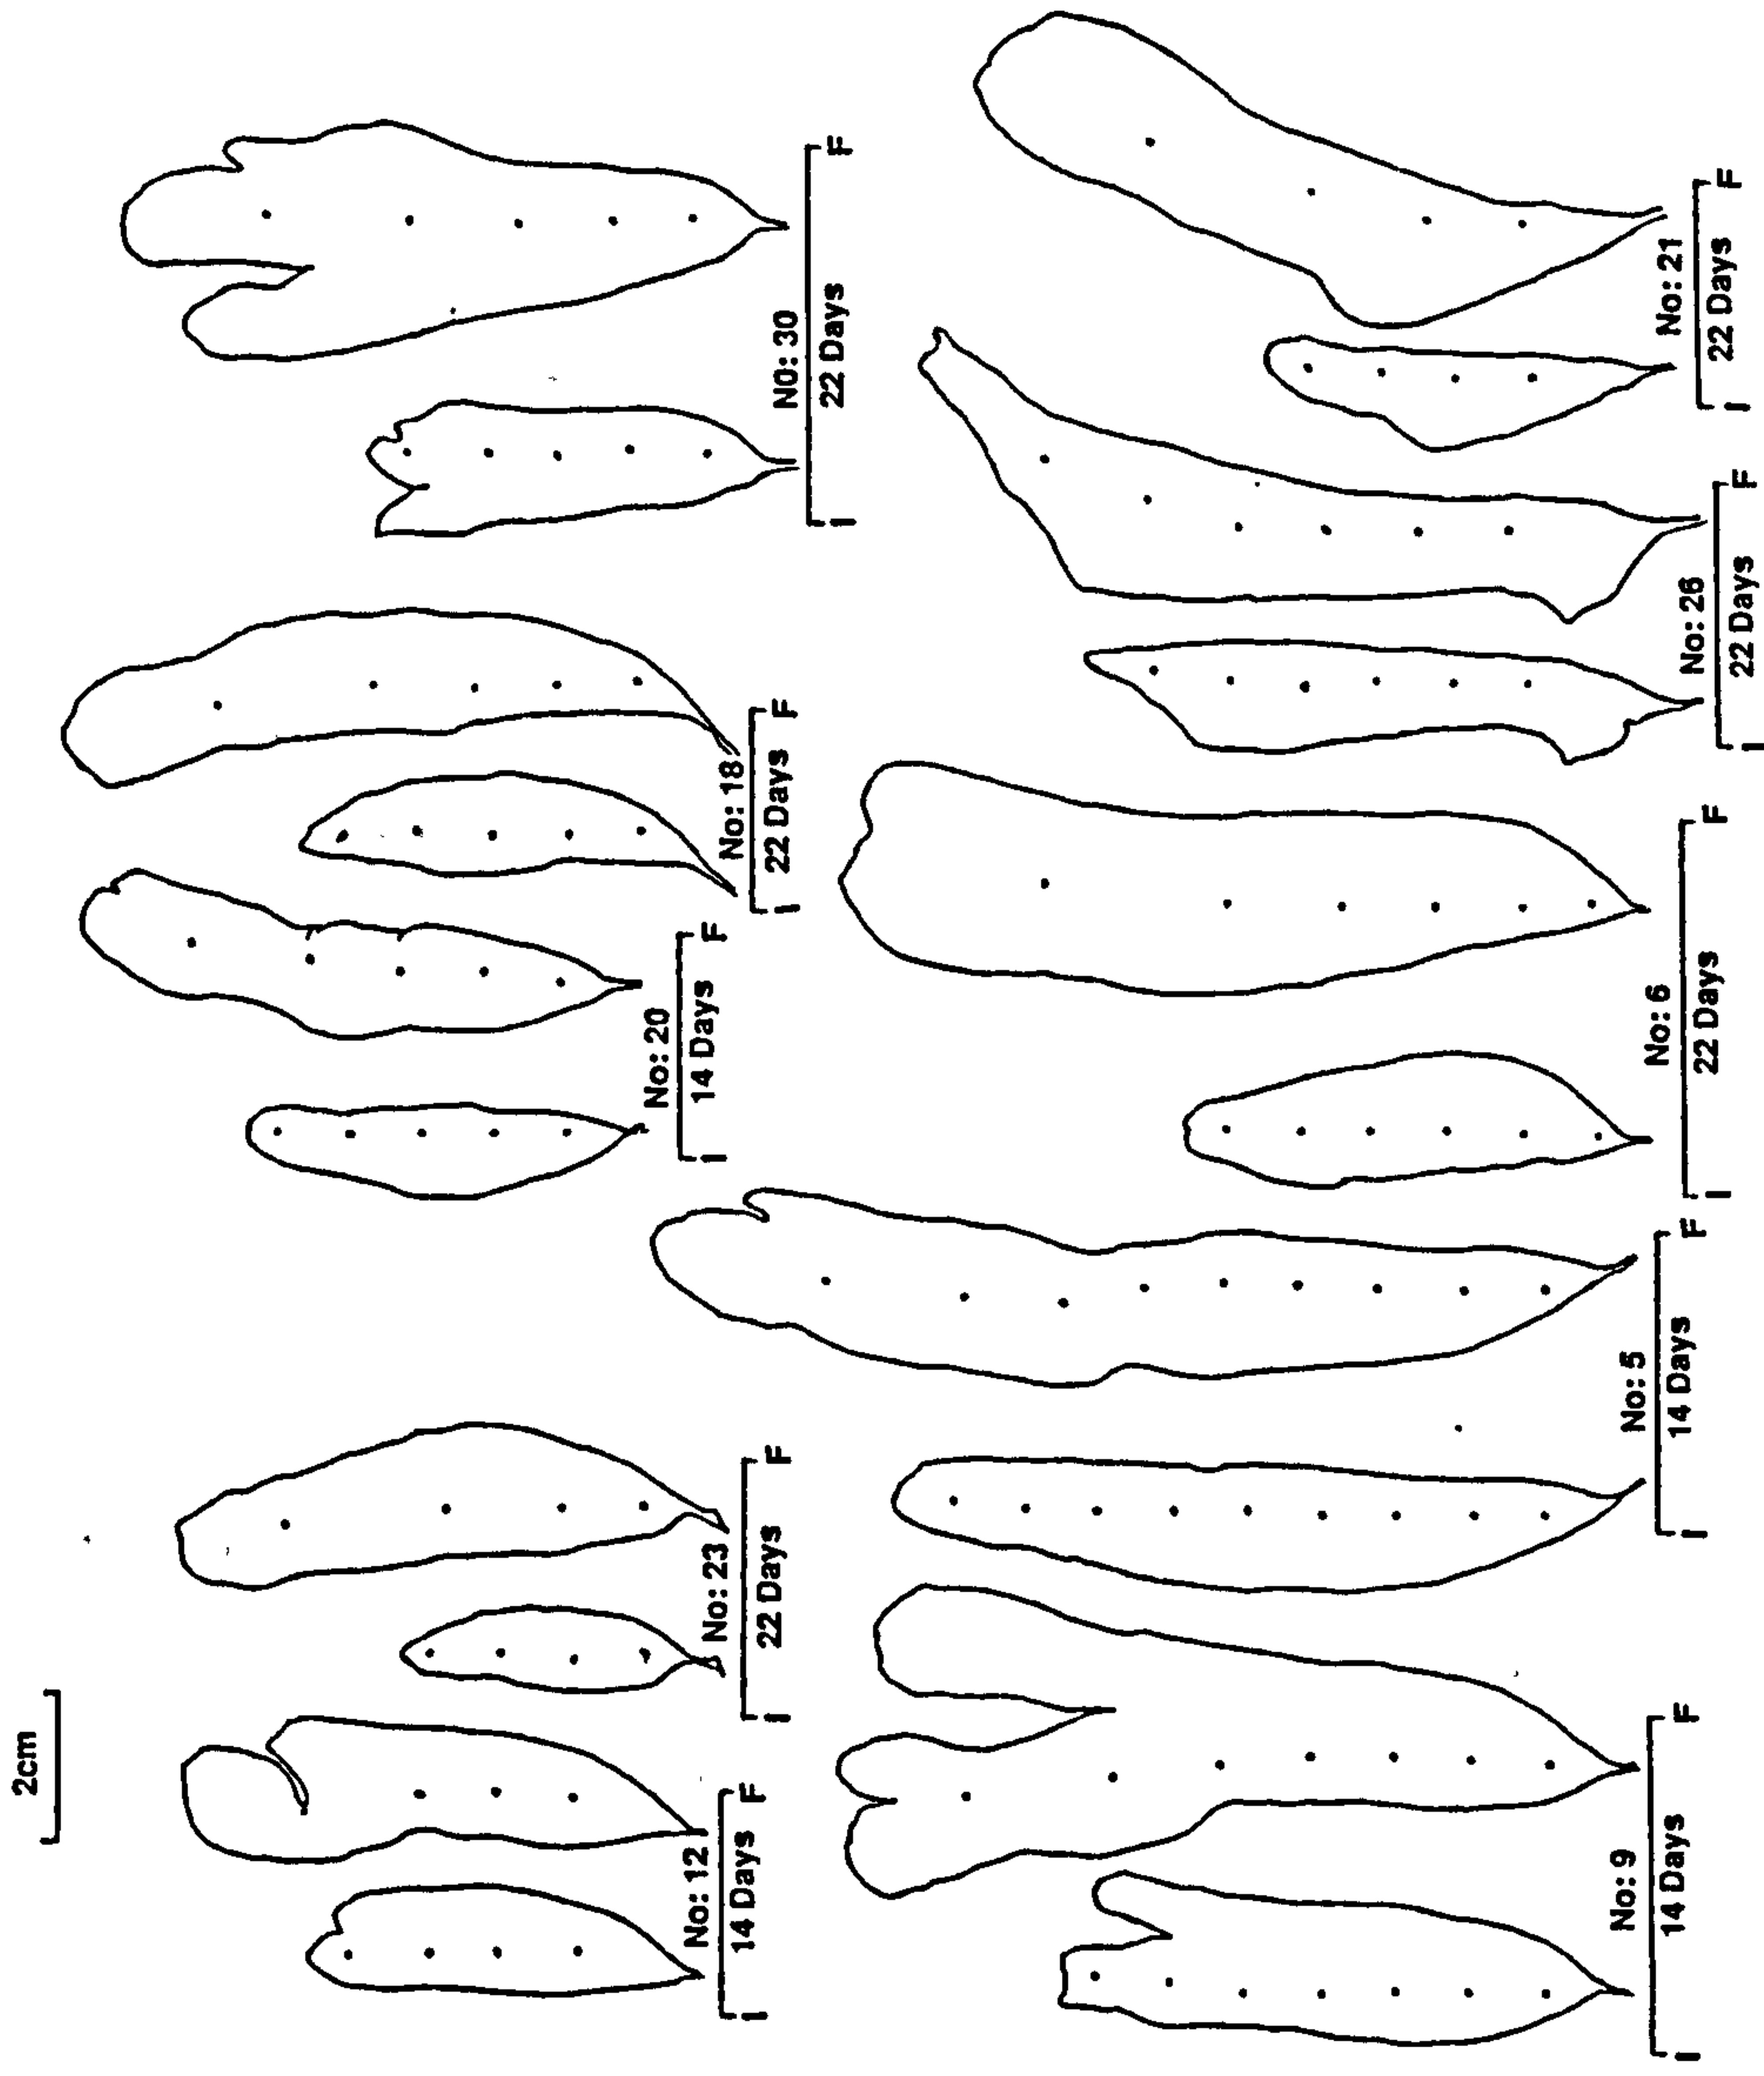 2cm
No: 12
14 Days
I F
No: 23
22 Days
I F
No: 20
14 Days
I F
No: 18
22 Days
I F
N0: 30
22 Days
I F
No: 9
14 Days
I F
No: 5
14 Days
I F
No: 6
22 Days
I F
No: 26
22 Days
I F
No: 21
22 Days
I F